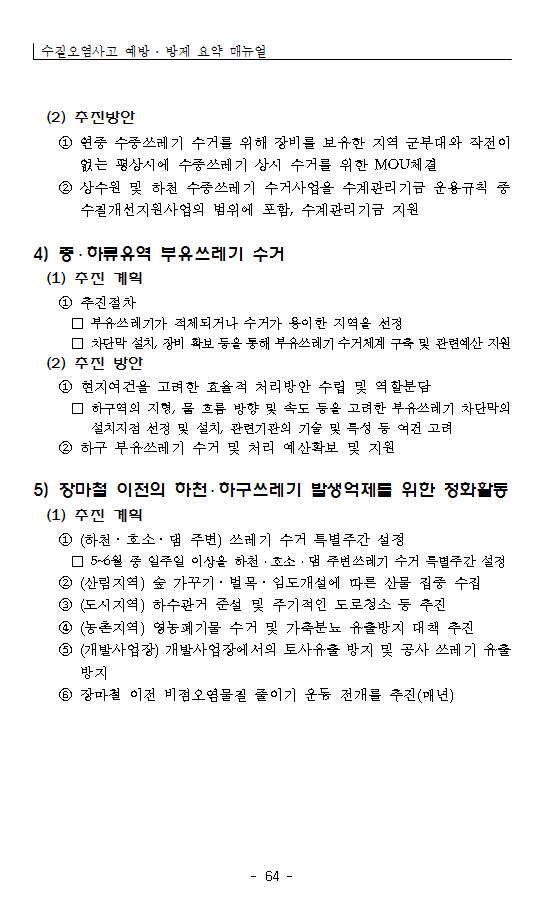 수질오염사고 예방 · 방제 요약 매뉴얼
(2) 추진방안
① 연중 수중쓰레기 수거를 위해 장비를 보유한 지역 군부대와 작전이
없는 평상시에 수중쓰레기 상시 수거를 위한 MOU체결
② 상수원 및 하천 수중쓰레기 수거사업을 수계관리기금 운용규칙 중
수질개선지원사업의 범위에 포함, 수계관리기금 지원
4) 중·하류유역 부유쓰레기 수거
(1) 추진 계획
① 추진절차
□ 부유쓰레기가 적체되거나 수거가 용이한 지역을 선정
□ 차단막 설치, 장비 확보 등을 통해 부유쓰레기 수거체계 구축 및 관련예산 지원
(2) 추진 방안
① 현지여건을 고려한 효율적 처리방안 수립 및 역할분담
□ 하구역의 지형, 물 흐름 방향 및 속도 등을 고려한 부유쓰레기 차단막의
설치지점 선정 및 설치, 관련기관의 기술 및 특성 등 여건 고려
② 하구 부유쓰레기 수거 및 처리 예산확보 및 지원
5) 장마철 이전의 하천·하구쓰레기 발생억제를 위한 정화활동
(1) 추진 계획
① (하천 · 호소 · 댐 주변) 쓰레기 수거 특별주간 설정
□ 5~6월 중 일주일 이상을 하천 · 호소 · 댐 주변쓰레기 수거 특별주간 설정
② (산림지역) 숲 가꾸기 · 벌목 · 임도개설에 따른 산물 집중 수집
③ (도시지역) 하수관거 준설 및 주기적인 도로청소 등 추진
④ (농촌지역) 영농폐기물 수거 및 가축분뇨 유출방지 대책 추진
⑤ (개발사업장) 개발사업장에서의 토사유출 방지 및 공사 쓰레기 유출
방지
⑥ 장마철 이전 비점오염물질 줄이기 운동 전개를 추진(매년)
- 64 -